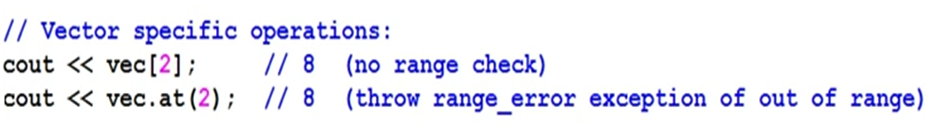 // Vector specific operations:
cout << vec[2];     // 8  (no range check)
cout << vec.at(2);  // 8  (throw range_error exception of out of range)